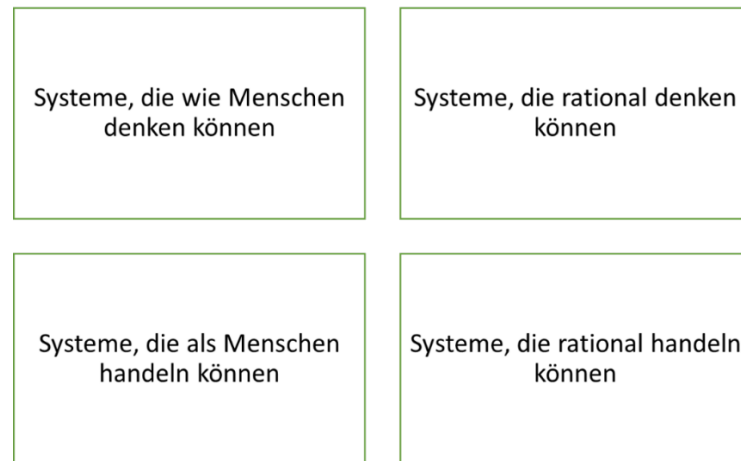 Systeme, die wie Menschen
denken können
Systeme, die rational denken
können
Systeme, die als Menschen
handeln können
Systeme, die rational handeln
können